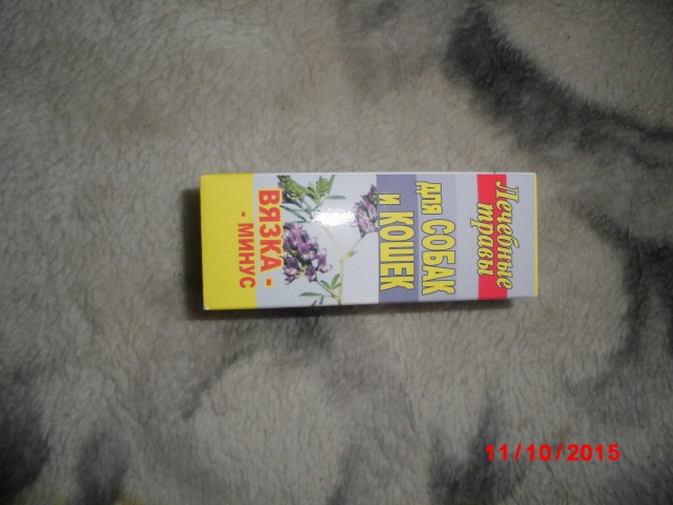 Лечебные
травы
для СОБАК
и КОШЕК
ВЯЗКА -
- МИНУС
11/10/2015